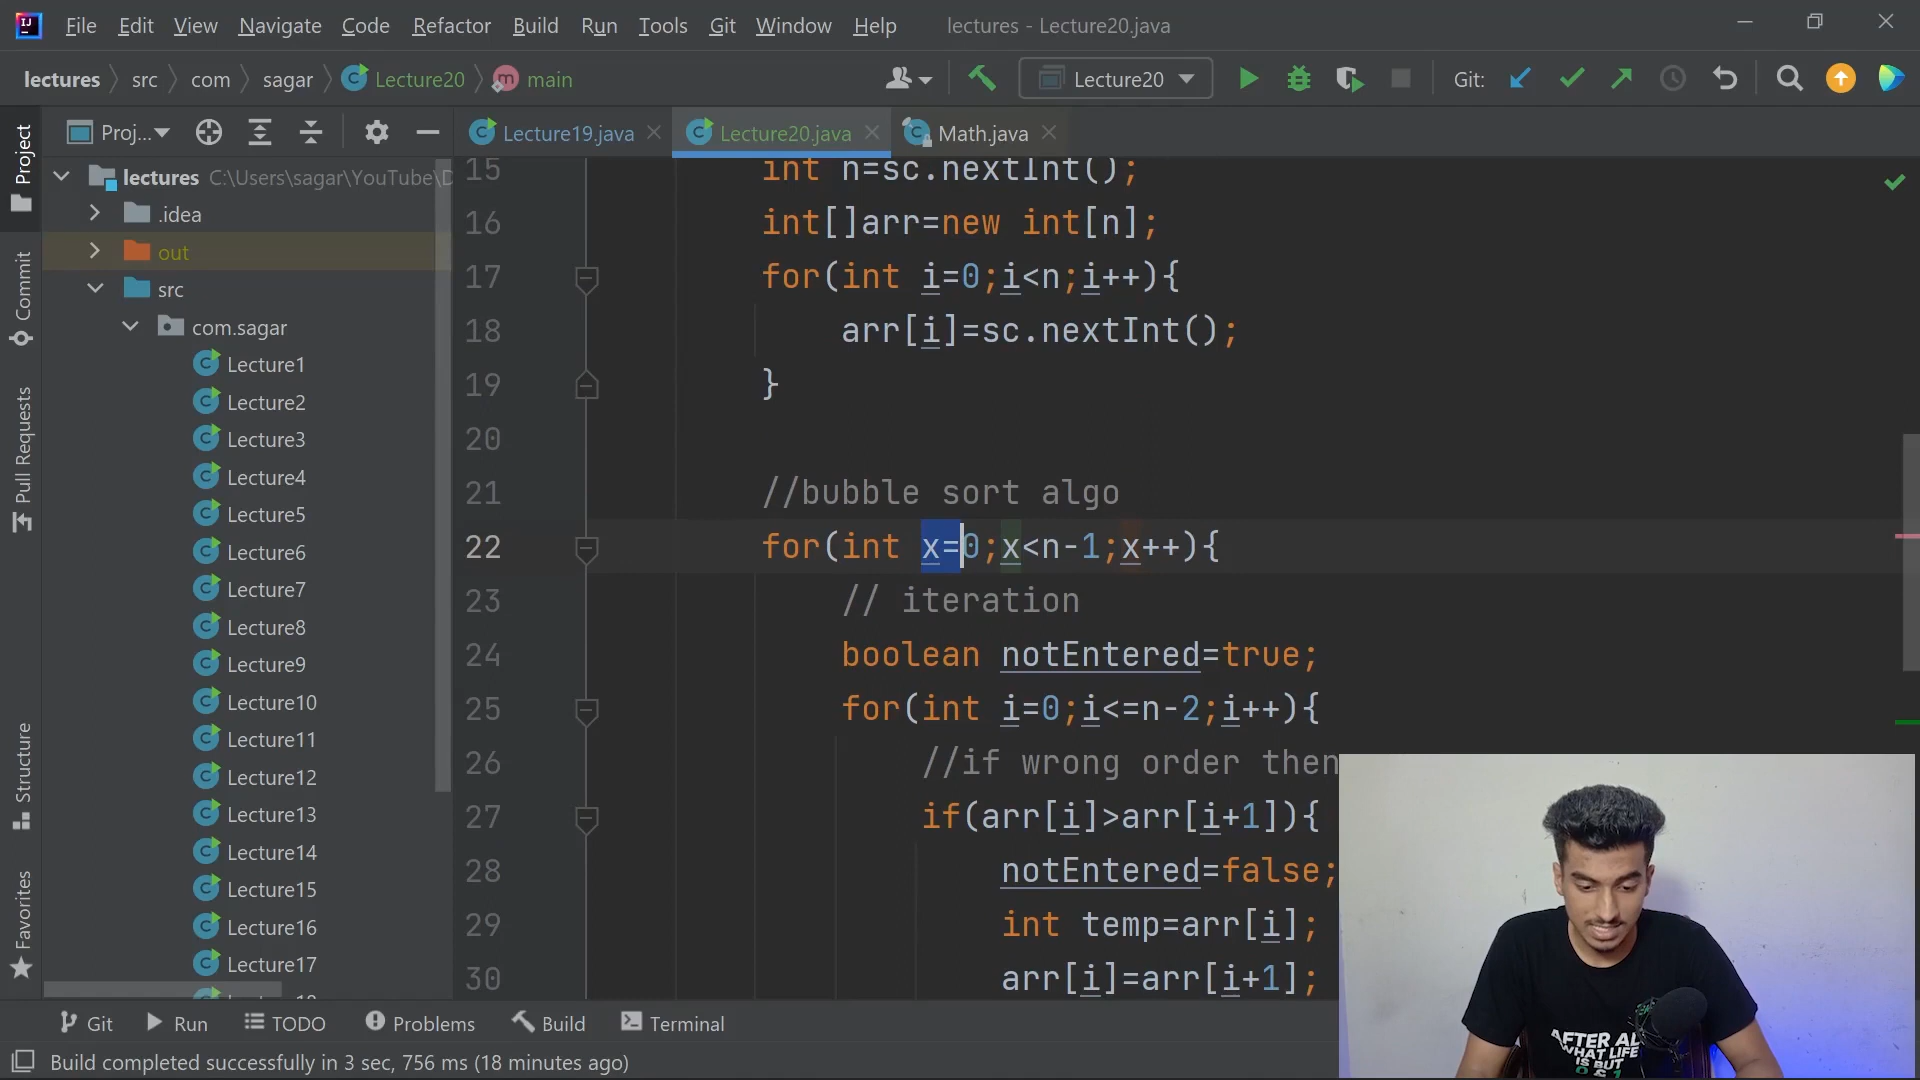 IJ File Edit View Navigate Code Refactor Build Run Tools Git Window Help lectures - Lecture20.java
lectures src com sagar Lecture20 m main Lecture20 Git:
Project
Proj... Lecture19.java Lecture20.java Math.java
lectures C:\Users\sagar\YouTube\D
.idea
out
src
com.sagar
Lecture1
Lecture2
Lecture3
Lecture4
Lecture5
Lecture6
Lecture7
Lecture8
Lecture9
Lecture10
Lecture11
Lecture12
Lecture13
Lecture14
Lecture15
Lecture16
Lecture17
Commit
Pull Requests
Structure
Favorites
15 int n=sc.nextInt();
16 int[]arr=new int[n];
17 for(int i=0;i<n;i++){
18 arr[i]=sc.nextInt();
19 }
20
21 //bubble sort algo
22 for(int x=0;x<n-1;x++){
23 // iteration
24 boolean notEntered=true;
25 for(int i=0;i<=n-2;i++){
26 //if wrong order then
27 if(arr[i]>arr[i+1]){
28 notEntered=false;
29 int temp=arr[i];
30 arr[i]=arr[i+1];
AFTER AL
WHAT LIFE
IS BUT
Git Run TODO Problems Build Terminal
Build completed successfully in 3 sec, 756 ms (18 minutes ago)